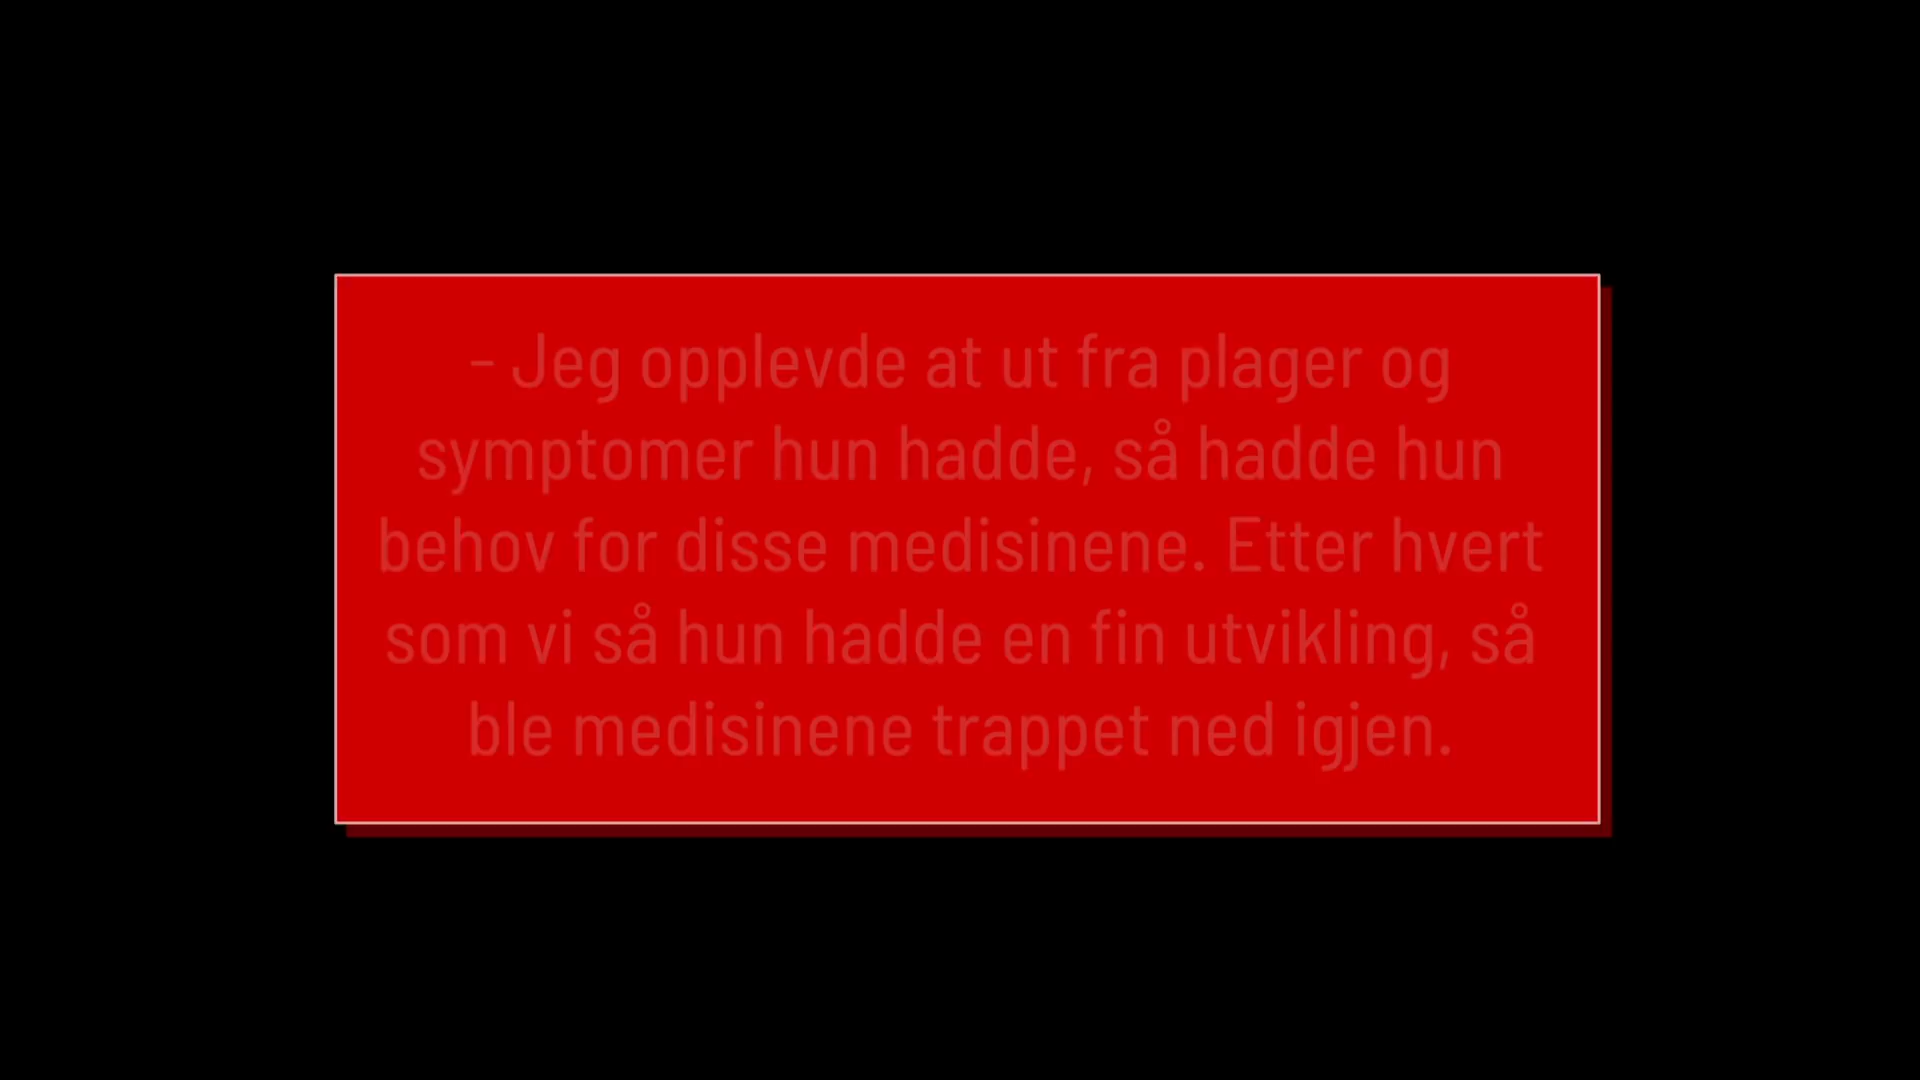 - Jeg opplevde at ut fra plager og
symptomer hun hadde, så hadde hun
behov for disse medisinene. Etter hvert
som vi så hun hadde en fin utvikling, så
ble medisinene trappet ned igjen.